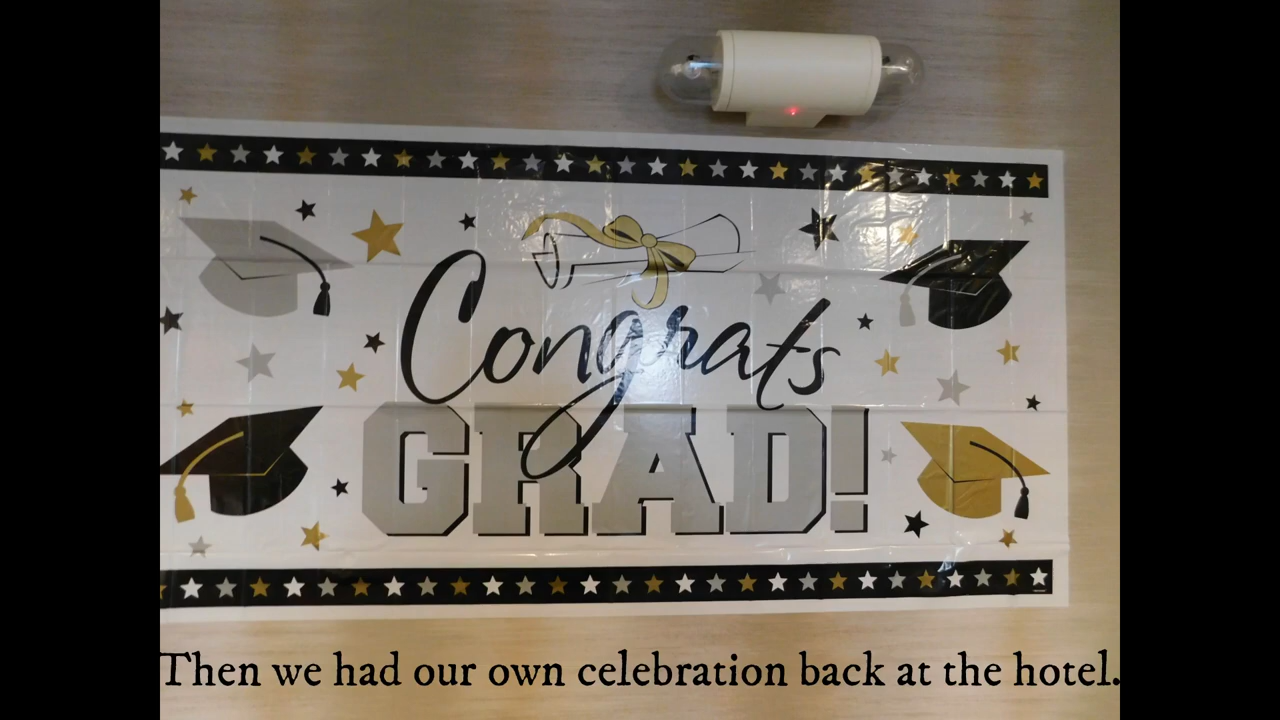 Congrats
GRAD!
Then we had our own celebration back at the hotel.